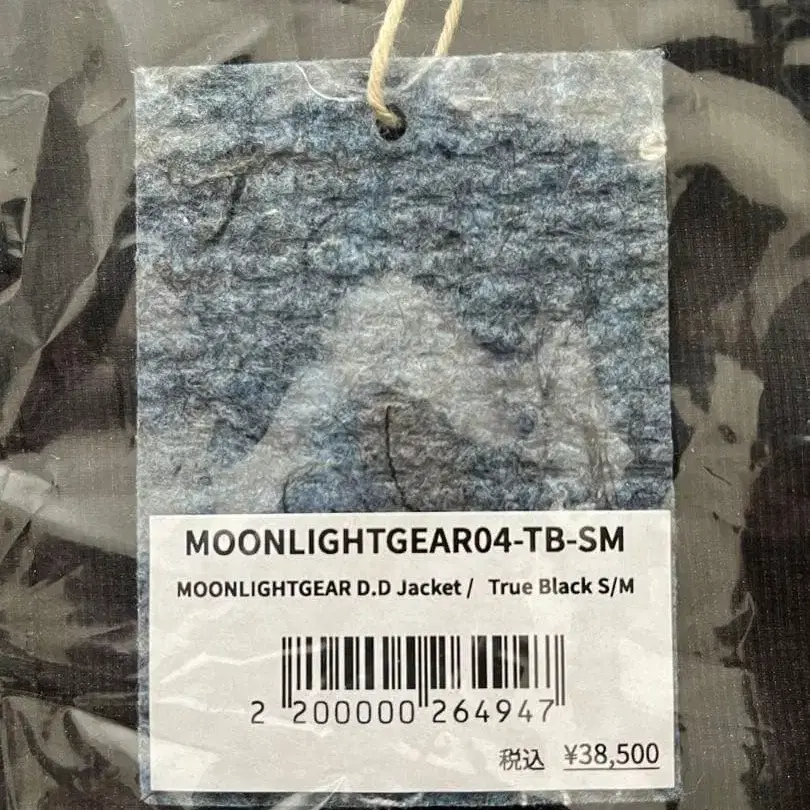 MOONLIGHTGEAR04-TB-SM
MOONLIGHTGEAR D.D Jacket / True Black S/M
2 200000 264947
税込 ¥38,500